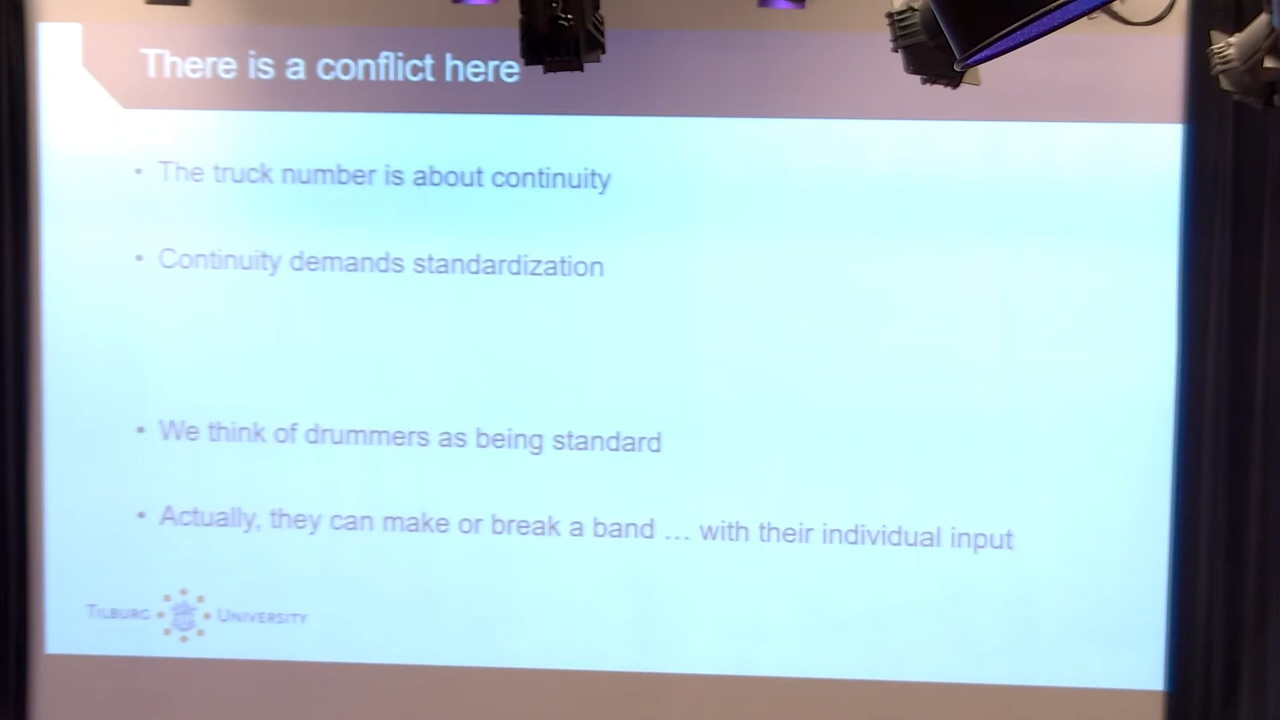 There is a conflict here
• The truck number is about continuity
• Continuity demands standardization
• We think of drummers as being standard
• Actually, they can make or break a band … with their individual input
TILBURG UNIVERSITY